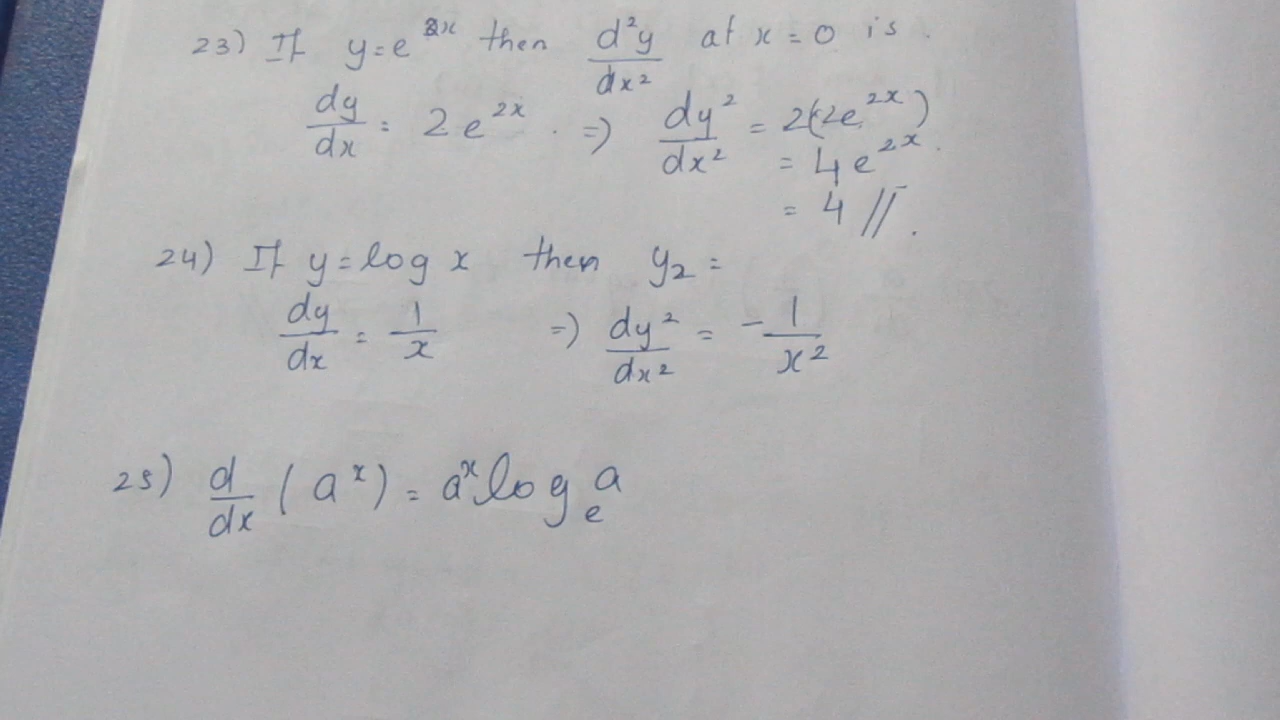 23) If y=e^{2x} then d²y/dx² at x=0 is.
dy/dx = 2e^{2x}. => dy²/dx² = 2(2e^{2x})
= 4e^{2x}.
= 4 //.
24) If y=log x then y₂ =
dy/dx = 1/x => dy²/dx² = -1/x²
25) d/dx (a^x) = a^x log_e a